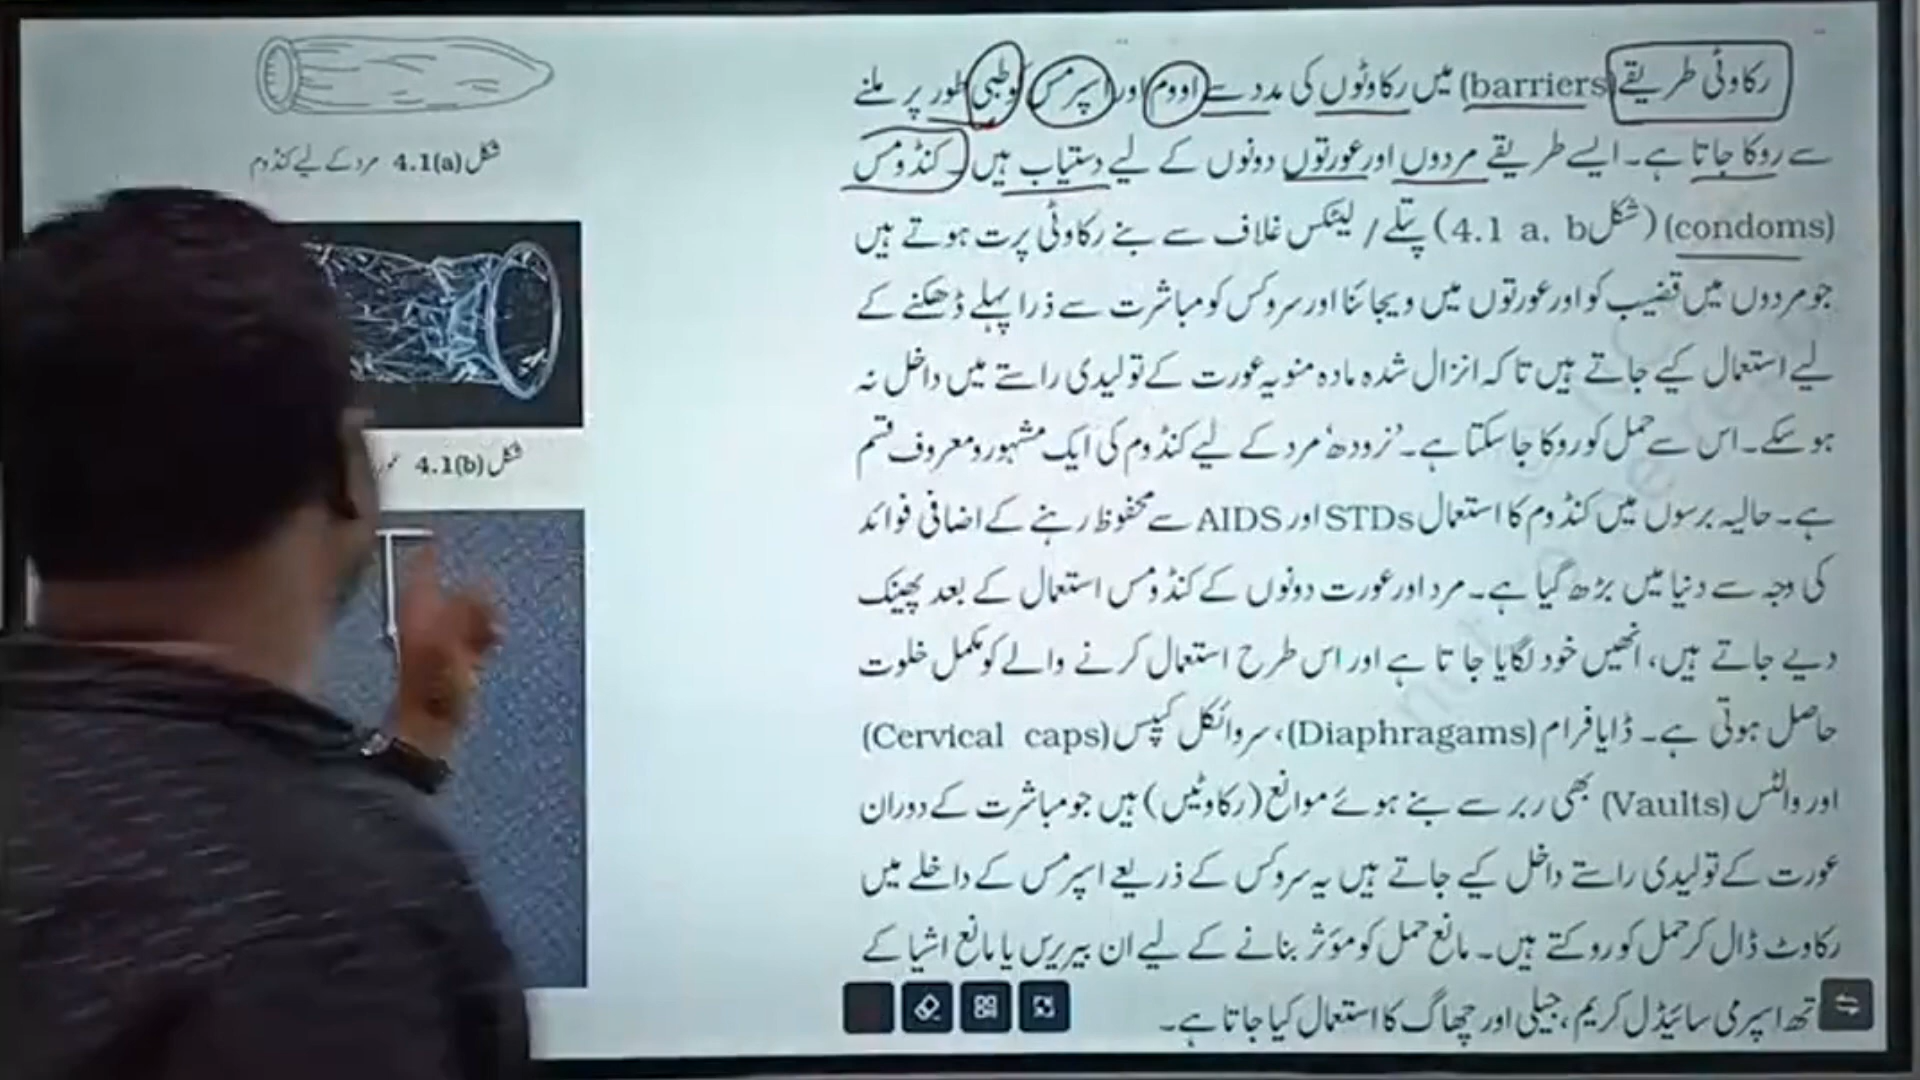 رکاوٹی طریقے (barriers) میں رکاوٹوں کی مدد سے اووم اور اسپرمس کو طبی طور پر ملنے
سے روکا جاتا ہے۔ ایسے طریقے مردوں اور عورتوں دونوں کے لیے دستیاب ہیں۔ کنڈومس
(condoms) (شکل 4.1 a, b) پتلے/ لیٹکس غلاف سے بنے رکاوٹی پرت ہوتے ہیں
جو مردوں میں قضیب کو اور عورتوں میں ویجائنا اور سروکس کو مباشرت سے ذرا پہلے ڈھکنے کے
لیے استعمال کیے جاتے ہیں تاکہ انزال شدہ مادہ منویہ عورت کے تولیدی راستے میں داخل نہ
ہو سکے۔ اس سے حمل کو روکا جا سکتا ہے۔ ’نرودھ‘ مرد کے لیے کنڈوم کی ایک مشہور و معروف قسم
ہے۔ حالیہ برسوں میں کنڈوم کا استعمال STDs اور AIDS سے محفوظ رہنے کے اضافی فوائد
کی وجہ سے دنیا میں بڑھ گیا ہے۔ مرد اور عورت دونوں کے کنڈومس استعمال کے بعد پھینک
دیے جاتے ہیں، انھیں خود لگایا جا تا ہے اور اس طرح استعمال کرنے والے کو مکمل خلوت
حاصل ہوتی ہے۔ ڈایافرام (Diaphragams)، سروائکل کیپس (Cervical caps)
اور والٹس (Vaults) بھی ربر سے بنے ہوئے موانع (رکاوٹیں) ہیں جو مباشرت کے دوران
عورت کے تولیدی راستے داخل کیے جاتے ہیں یہ سروکس کے ذریعے اسپرمس کے داخلے میں
رکاوٹ ڈال کر حمل کو روکتے ہیں۔ مانع حمل کو مؤثر بنانے کے لیے ان بیریرس یا مانع اشیا کے
تھ اسپرمی سائیڈل کریم، جیلی اور جھاگ کا استعمال کیا جاتا ہے۔
شکل 4.1(a) مرد کے لیے کنڈوم
شکل 4.1(b)